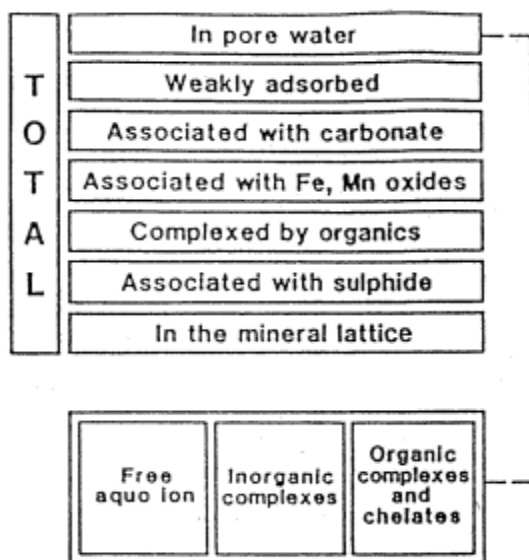 TOTAL
In pore water
Weakly adsorbed
Associated with carbonate
Associated with Fe, Mn oxides
Complexed by organics
Associated with sulphide
In the mineral lattice
Free
aquo ion
Inorganic
complexes
Organic
complexes
and
chelates